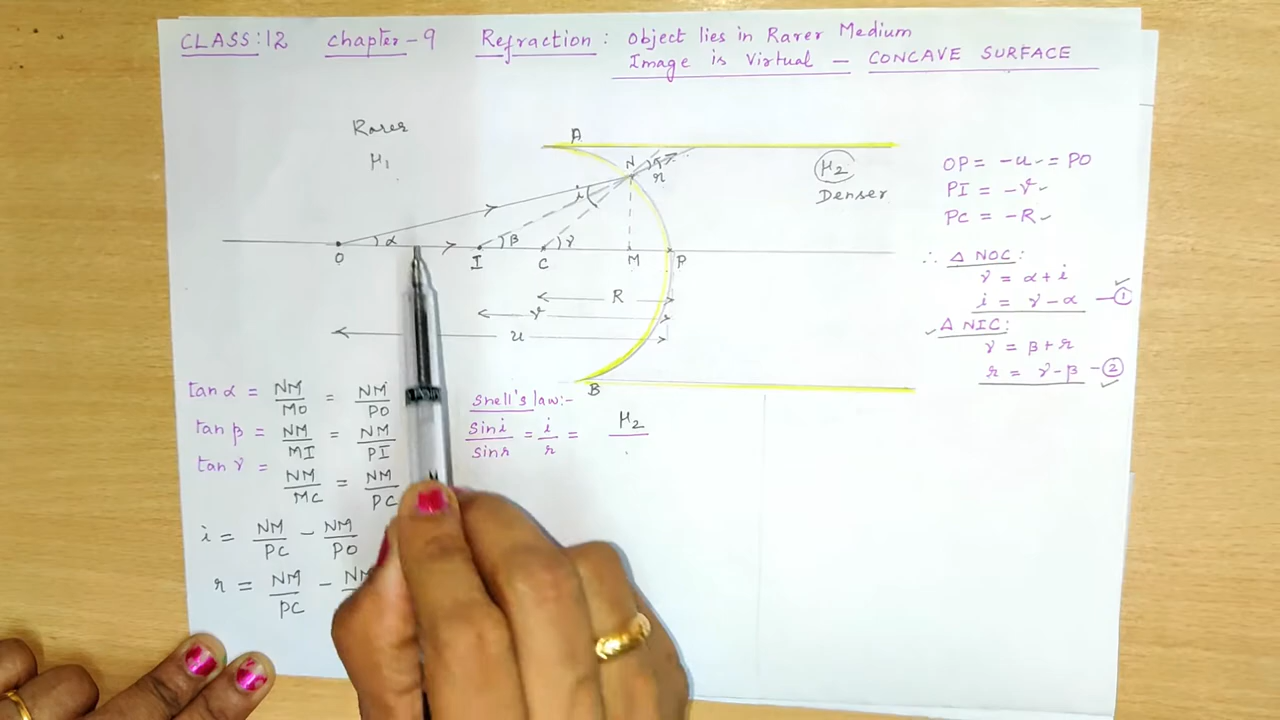 CLASS:12 Chapter-9 Refraction: Object lies in Rarer Medium
Image is Virtual — CONCAVE SURFACE
Rarer
μ1
A
N
r
i
μ2
Denser
α
β
γ
O
I
C
M
P
R
v
u
B
OP = -u = PO
PI = -v
PC = -R
∴ Δ NOC:
γ = α + i
i = γ - α — ①
Δ NIC:
γ = β + r
r = γ - β — ②
tan α = NM/MO = NM/PO
tan β = NM/MI = NM/PI
tan γ = NM/MC = NM/PC
i = NM/PC - NM/PO
r = NM/PC - NM
Snell's law:-
sin i/sin r = i/r = μ2